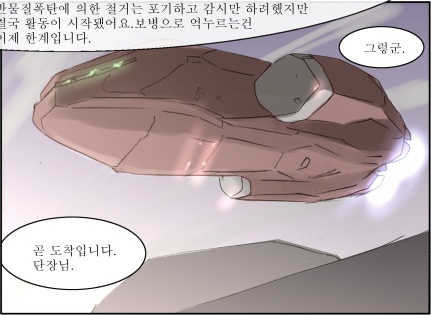 반물질폭탄에 의한 철거는 포기하고 감시만 하려했지만
결국 활동이 시작됐어요.보병으로 억누르는건
이제 한계입니다.
그렇군.
곧 도착입니다.
단장님.